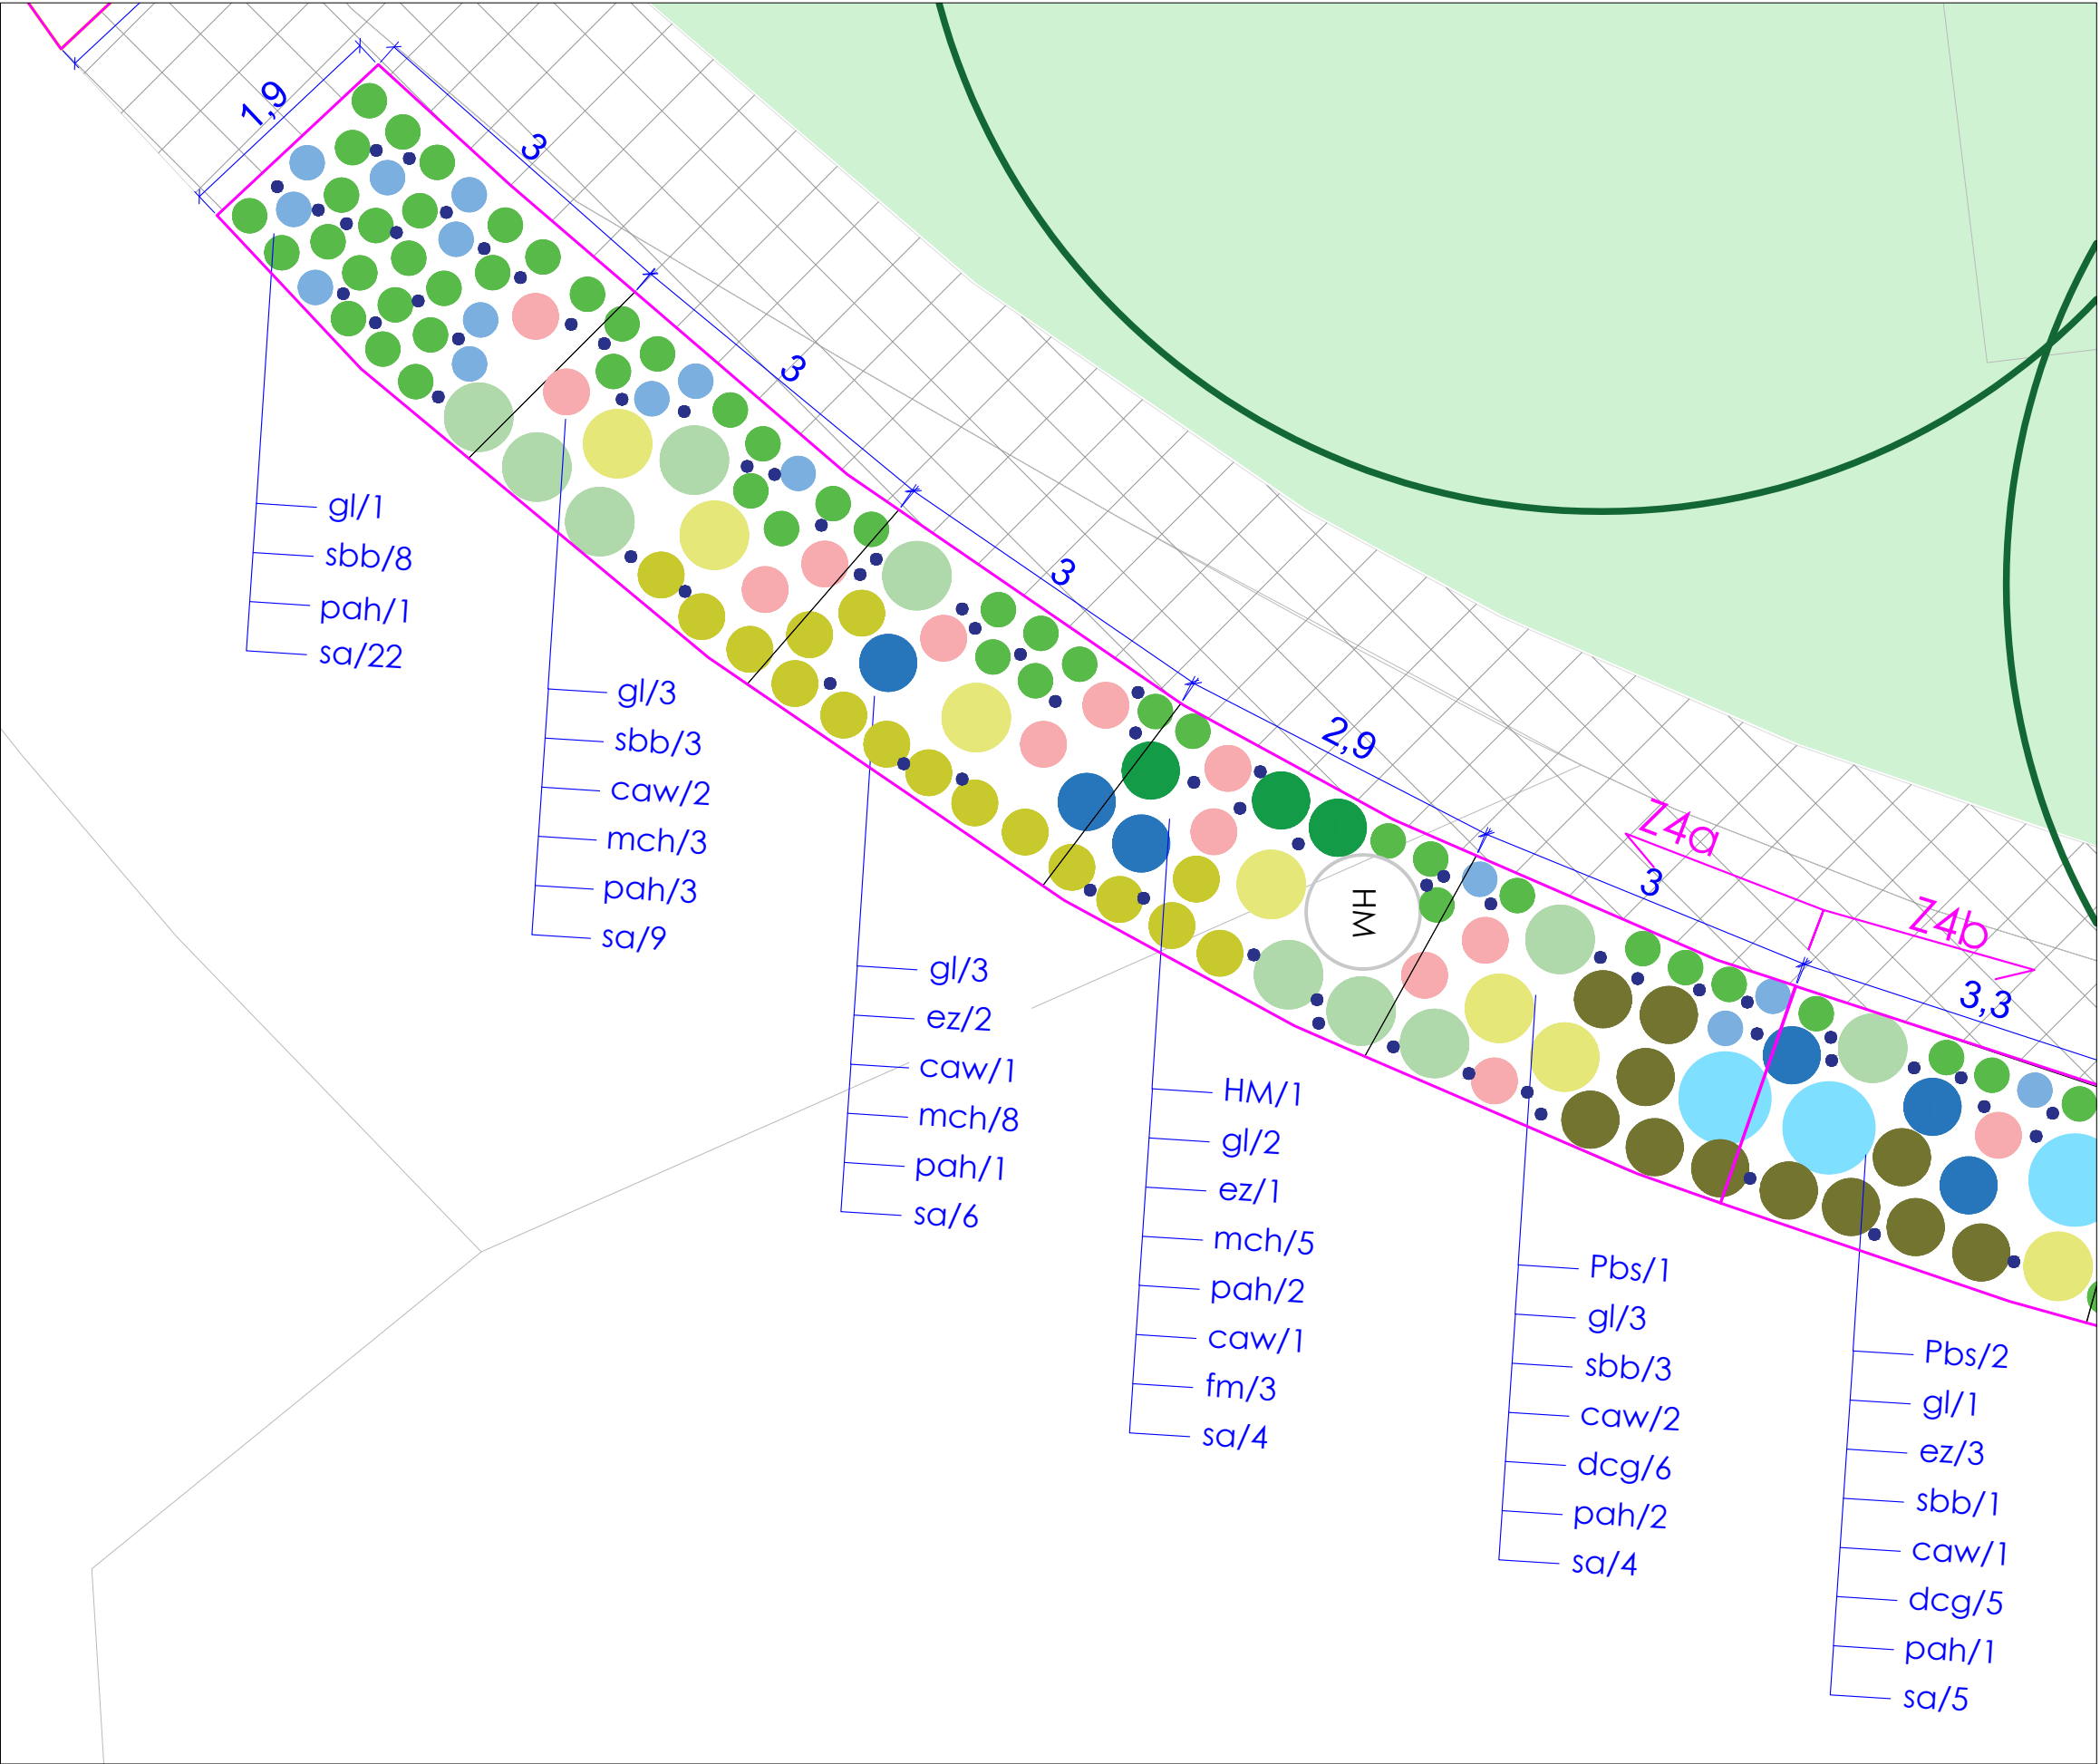 1,9
3
3
3
2,9
3
3,3
Z4a
Z4b
HM
gl/1
sbb/8
pah/1
sa/22
gl/3
sbb/3
caw/2
mch/3
pah/3
sa/9
gl/3
ez/2
caw/1
mch/8
pah/1
sa/6
HM/1
gl/2
ez/1
mch/5
pah/2
caw/1
fm/3
sa/4
Pbs/1
gl/3
sbb/3
caw/2
dcg/6
pah/2
sa/4
Pbs/2
gl/1
ez/3
sbb/1
caw/1
dcg/5
pah/1
sa/5